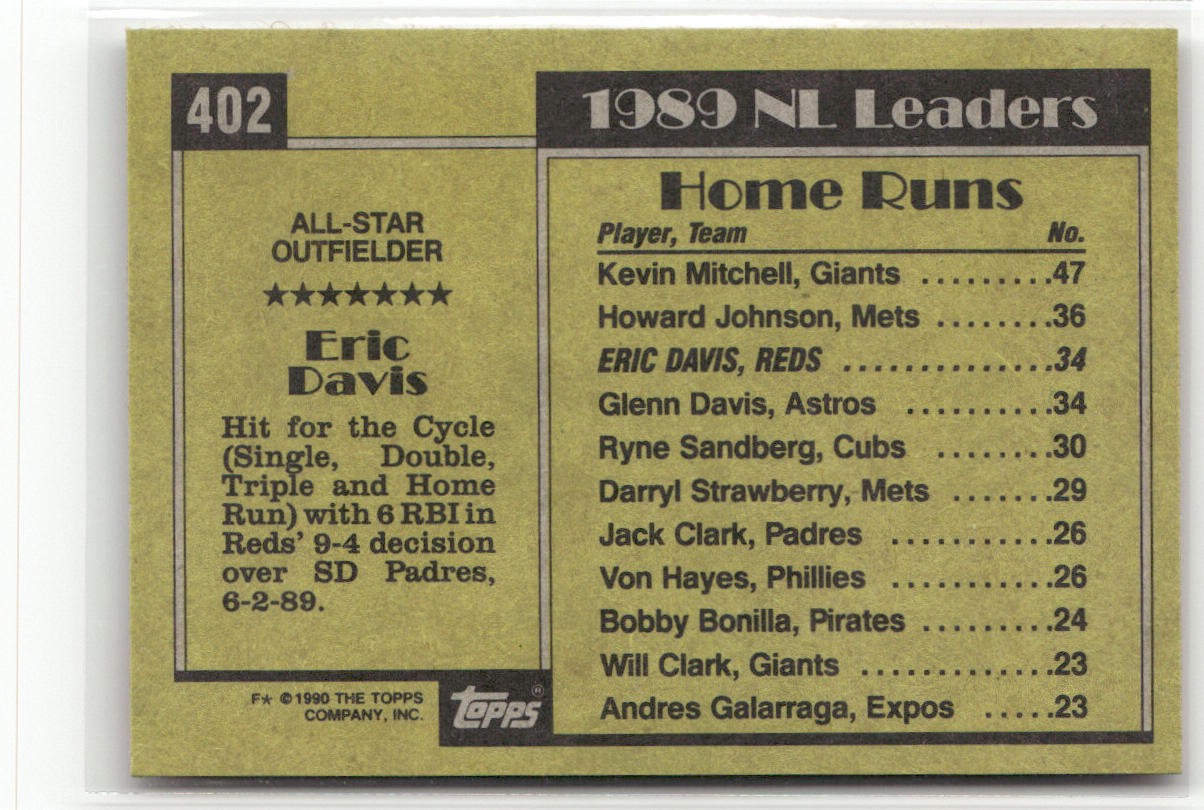 402
ALL-STAR
OUTFIELDER
★★★★★★★
Eric
Davis
Hit for the Cycle
(Single, Double,
Triple and Home
Run) with 6 RBI in
Reds' 9-4 decision
over SD Padres,
6-2-89.
F★ ©1990 THE TOPPS
COMPANY, INC.
topps®
1989 NL Leaders
Home Runs
Player, Team No.
Kevin Mitchell, Giants .........47
Howard Johnson, Mets ........36
ERIC DAVIS, REDS ..............34
Glenn Davis, Astros ..........34
Ryne Sandberg, Cubs ........30
Darryl Strawberry, Mets .......29
Jack Clark, Padres ...........26
Von Hayes, Phillies ...........26
Bobby Bonilla, Pirates .........24
Will Clark, Giants .............23
Andres Galarraga, Expos .....23